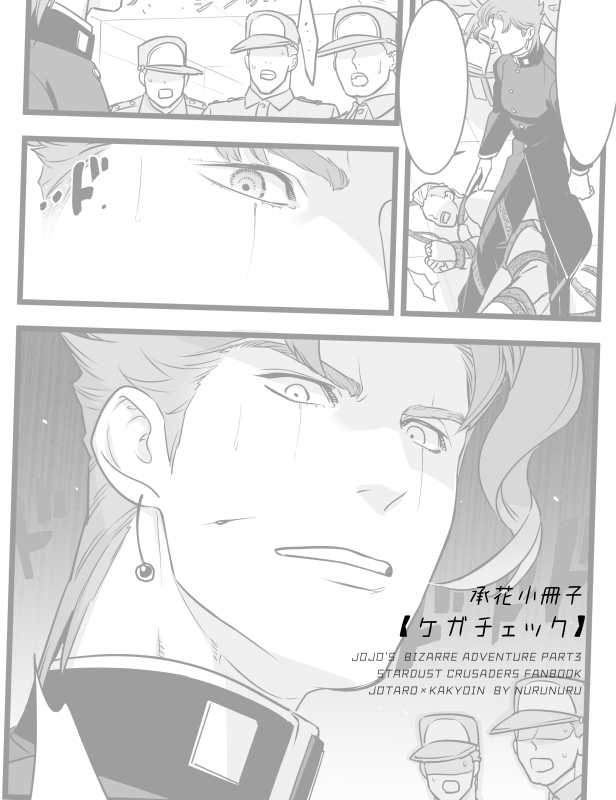 ド
承花小冊子
【ケガチェック】
JOJO'S BIZARRE ADVENTURE PART3
STARDUST CRUSADERS FANBOOK
JOTARO×KAKYOIN BY NURUNURU